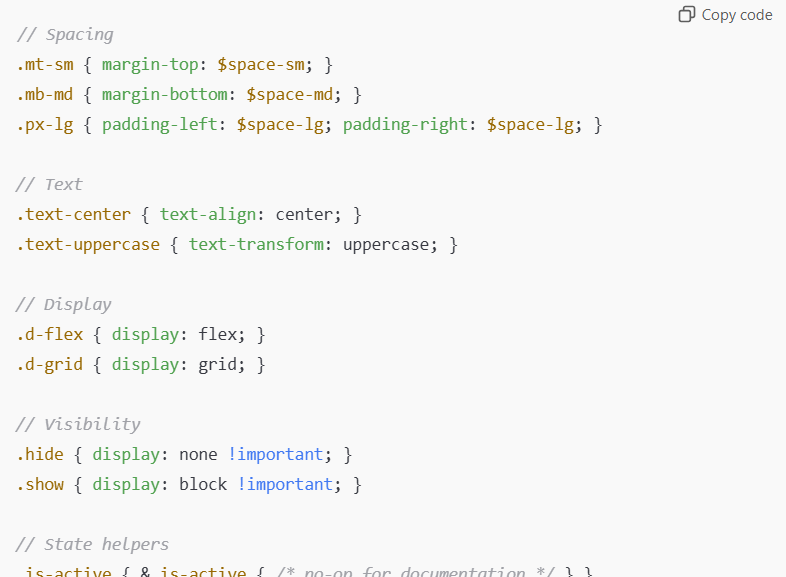 Copy code
// Spacing
.mt-sm { margin-top: $space-sm; }
.mb-md { margin-bottom: $space-md; }
.px-lg { padding-left: $space-lg; padding-right: $space-lg; }
// Text
.text-center { text-align: center; }
.text-uppercase { text-transform: uppercase; }
// Display
.d-flex { display: flex; }
.d-grid { display: grid; }
// Visibility
.hide { display: none !important; }
.show { display: block !important; }
// State helpers
.is-active { &.is-active { /* no-op for documentation */ } }